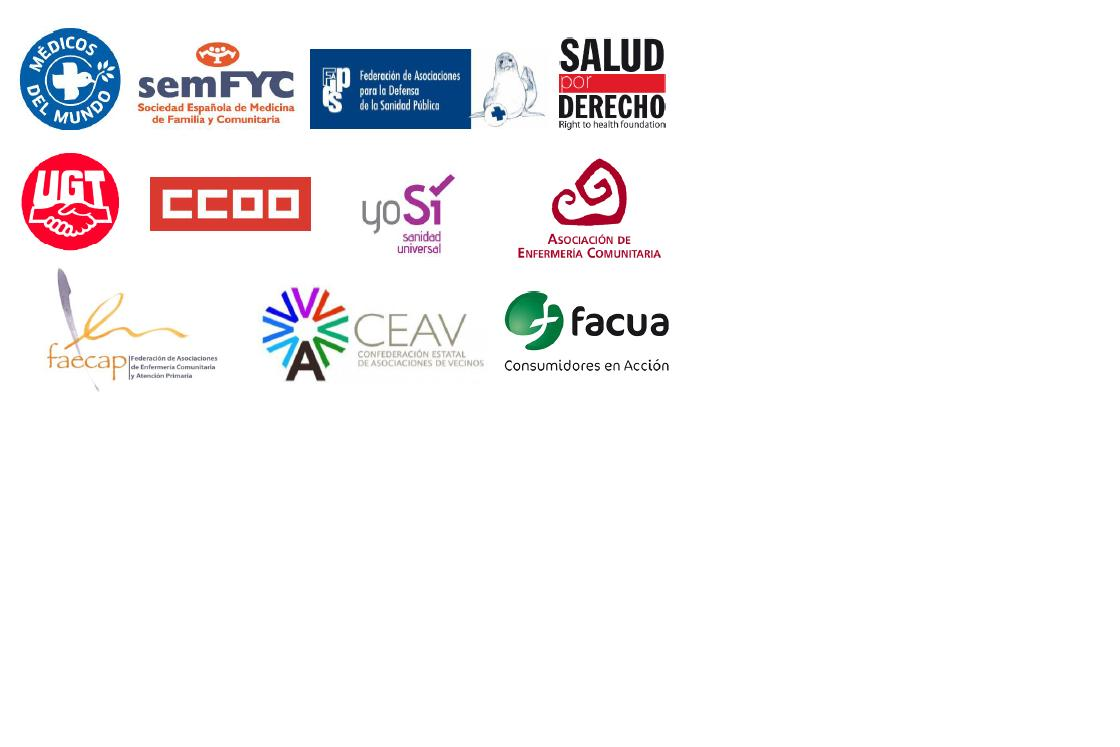 MÉDICOS
DEL MUNDO
semFYC
Sociedad Española de Medicina
de Familia y Comunitaria
Federación de Asociaciones
para la Defensa
de la Sanidad Pública
SALUD
por
DERECHO
Right to health foundation
UGT
CCOO
yoSí
sanidad
universal
ASOCIACIÓN DE
ENFERMERÍA COMUNITARIA
faecap
Federación de Asociaciones
de Enfermería Comunitaria
y Atención Primaria
CEAV
CONFEDERACIÓN ESTATAL
DE ASOCIACIONES DE VECINOS
facua
Consumidores en Acción